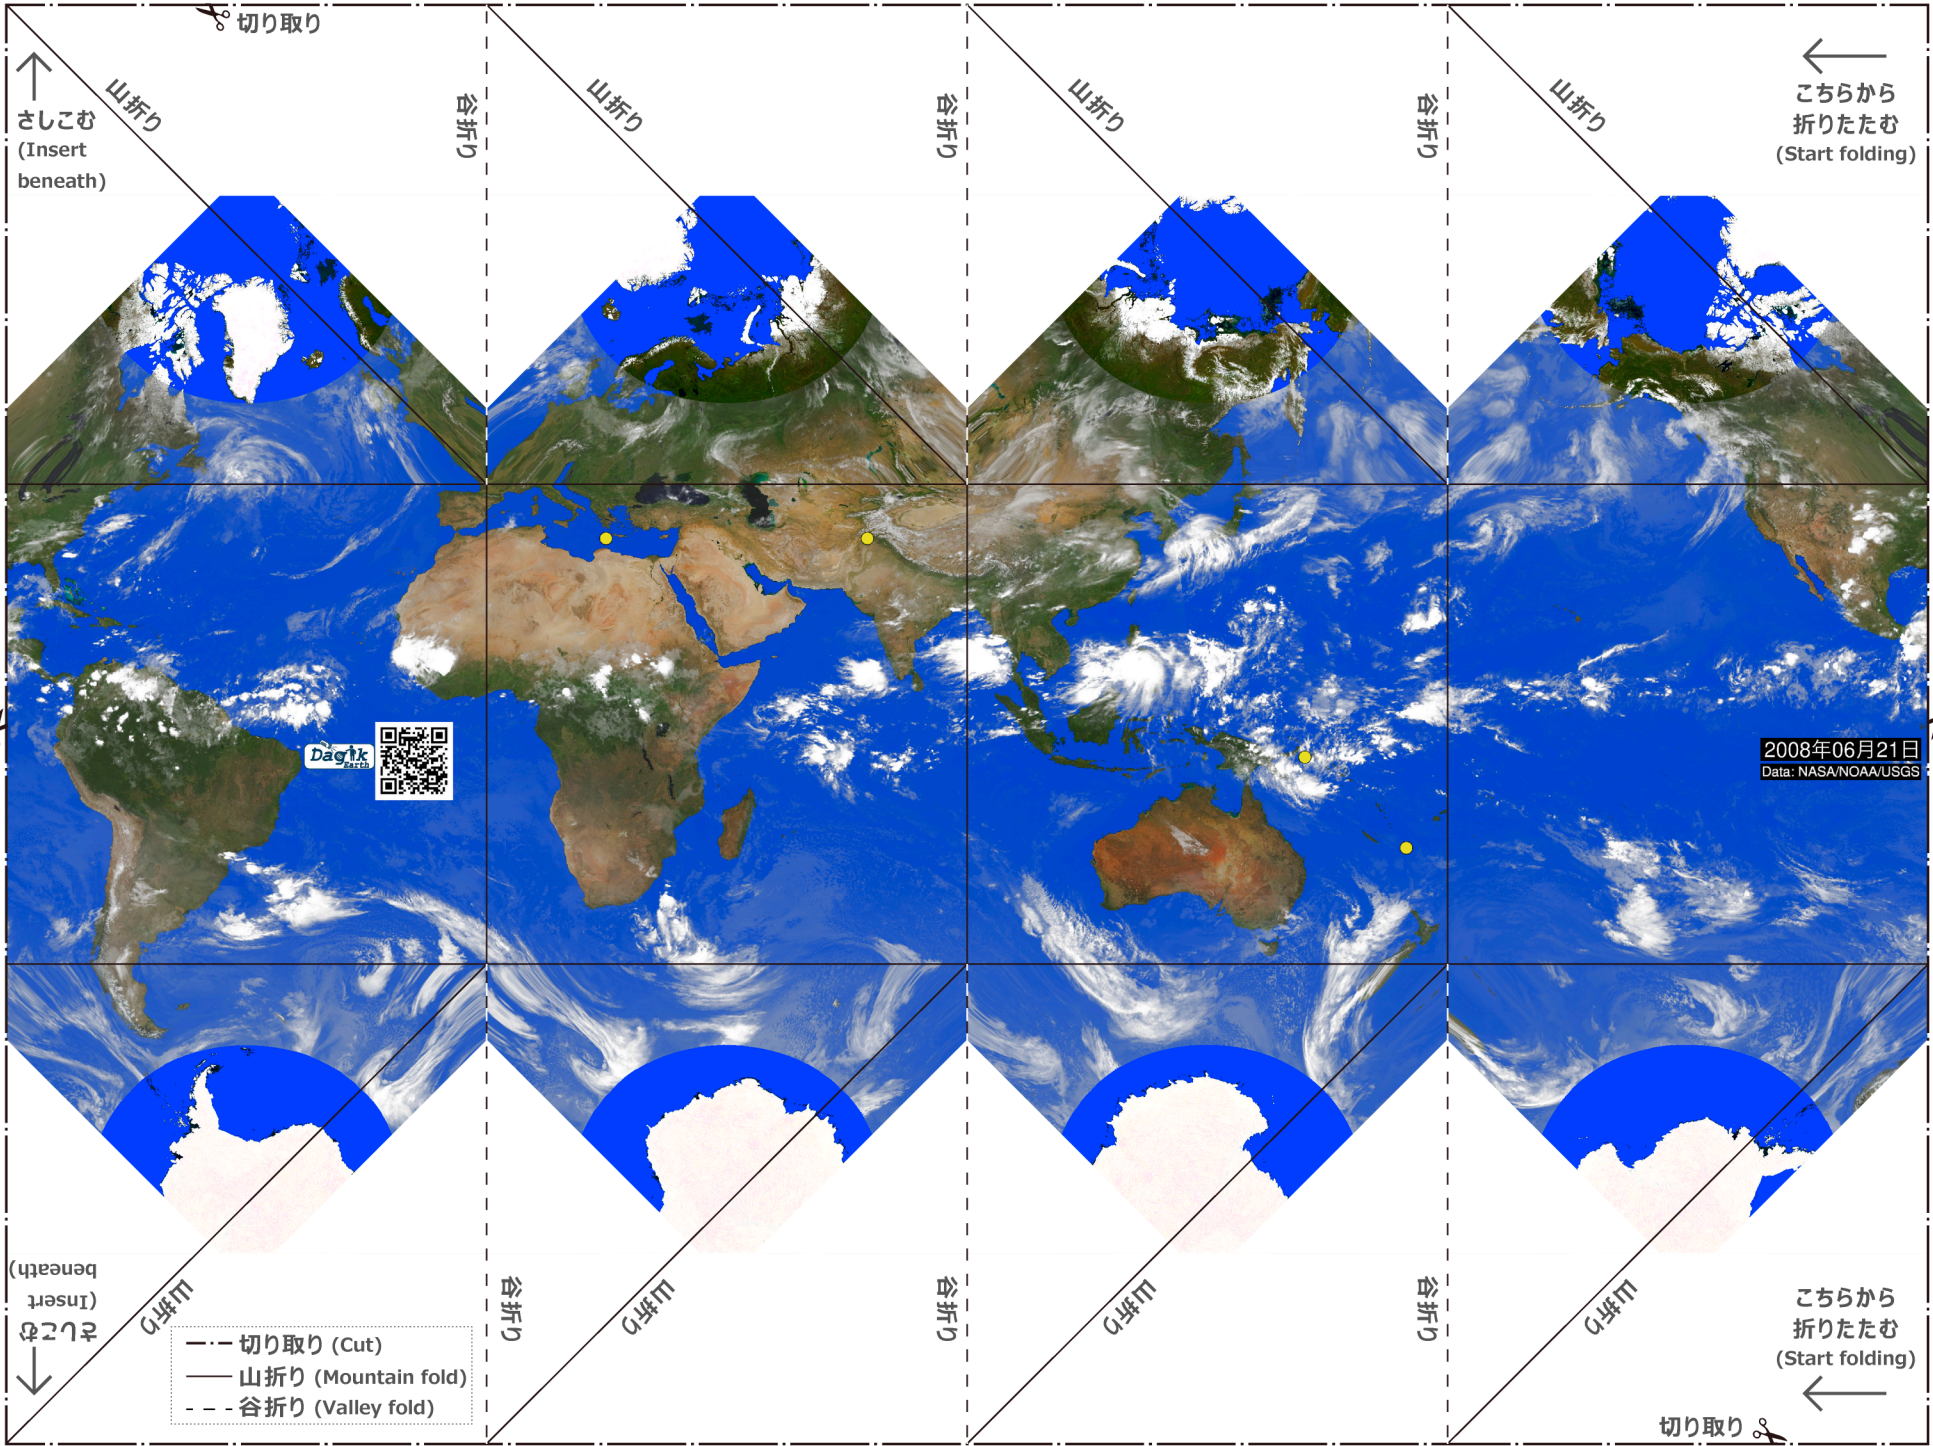 切り取り
さしこむ
(Insert
beneath)
山折り
谷折り
山折り
谷折り
山折り
谷折り
山折り
こちらから
折りたたむ
(Start folding)
Dagik
Earth
2008年06月21日
Data: NASA/NOAA/USGS
さしこむ
(Insert
beneath)
山折り
谷折り
山折り
谷折り
山折り
谷折り
山折り
こちらから
折りたたむ
(Start folding)
切り取り (Cut)
山折り (Mountain fold)
谷折り (Valley fold)
切り取り